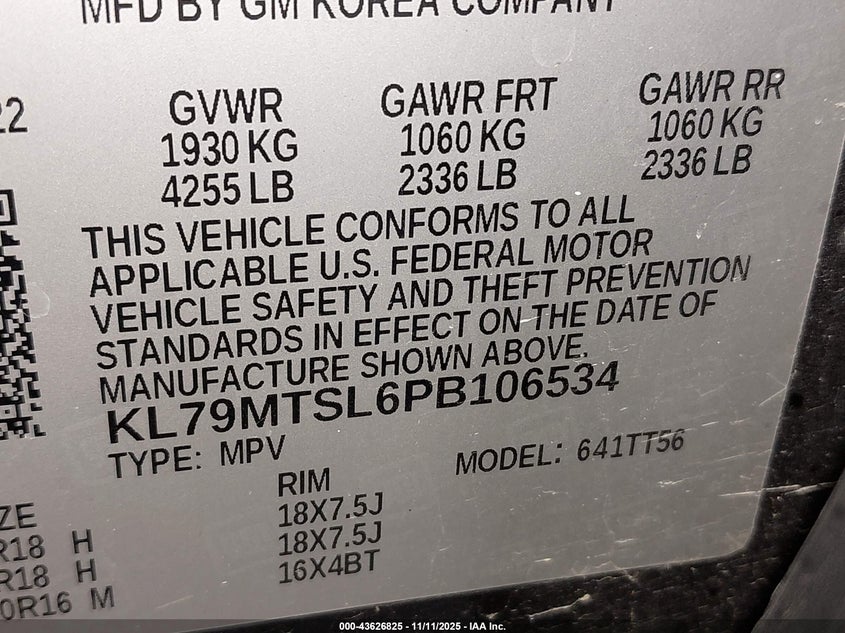 MFD BY GM KOREA COMPANY
22
GVWR GAWR FRT GAWR RR
1930 KG 1060 KG 1060 KG
4255 LB 2336 LB 2336 LB
THIS VEHICLE CONFORMS TO ALL
APPLICABLE U.S. FEDERAL MOTOR
VEHICLE SAFETY AND THEFT PREVENTION
STANDARDS IN EFFECT ON THE DATE OF
MANUFACTURE SHOWN ABOVE.
KL79MTSL6PB106534
TYPE: MPV MODEL: 641TT56
ZE RIM
R18 H 18X7.5J
R18 H 18X7.5J
0R16 M 16X4BT
000-43626825 - 11/11/2025 - IAA Inc.